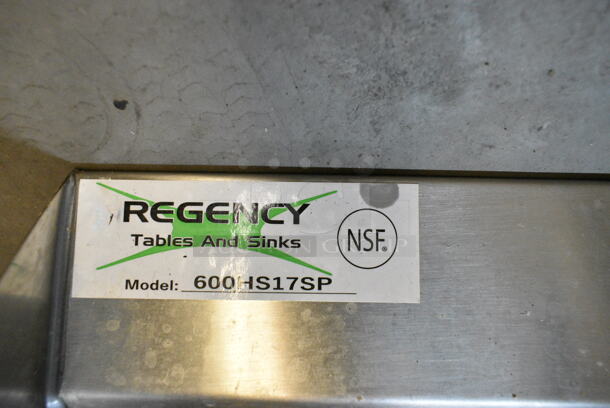 REGENCY
Tables And Sinks
NSF®
Model: 600HS17SP